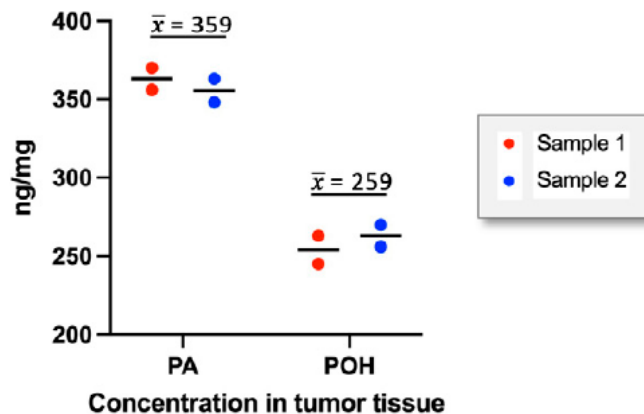 400
350
300
250
200
ng/mg
x̄ = 359
x̄ = 259
PA
POH
Concentration in tumor tissue
Sample 1
Sample 2